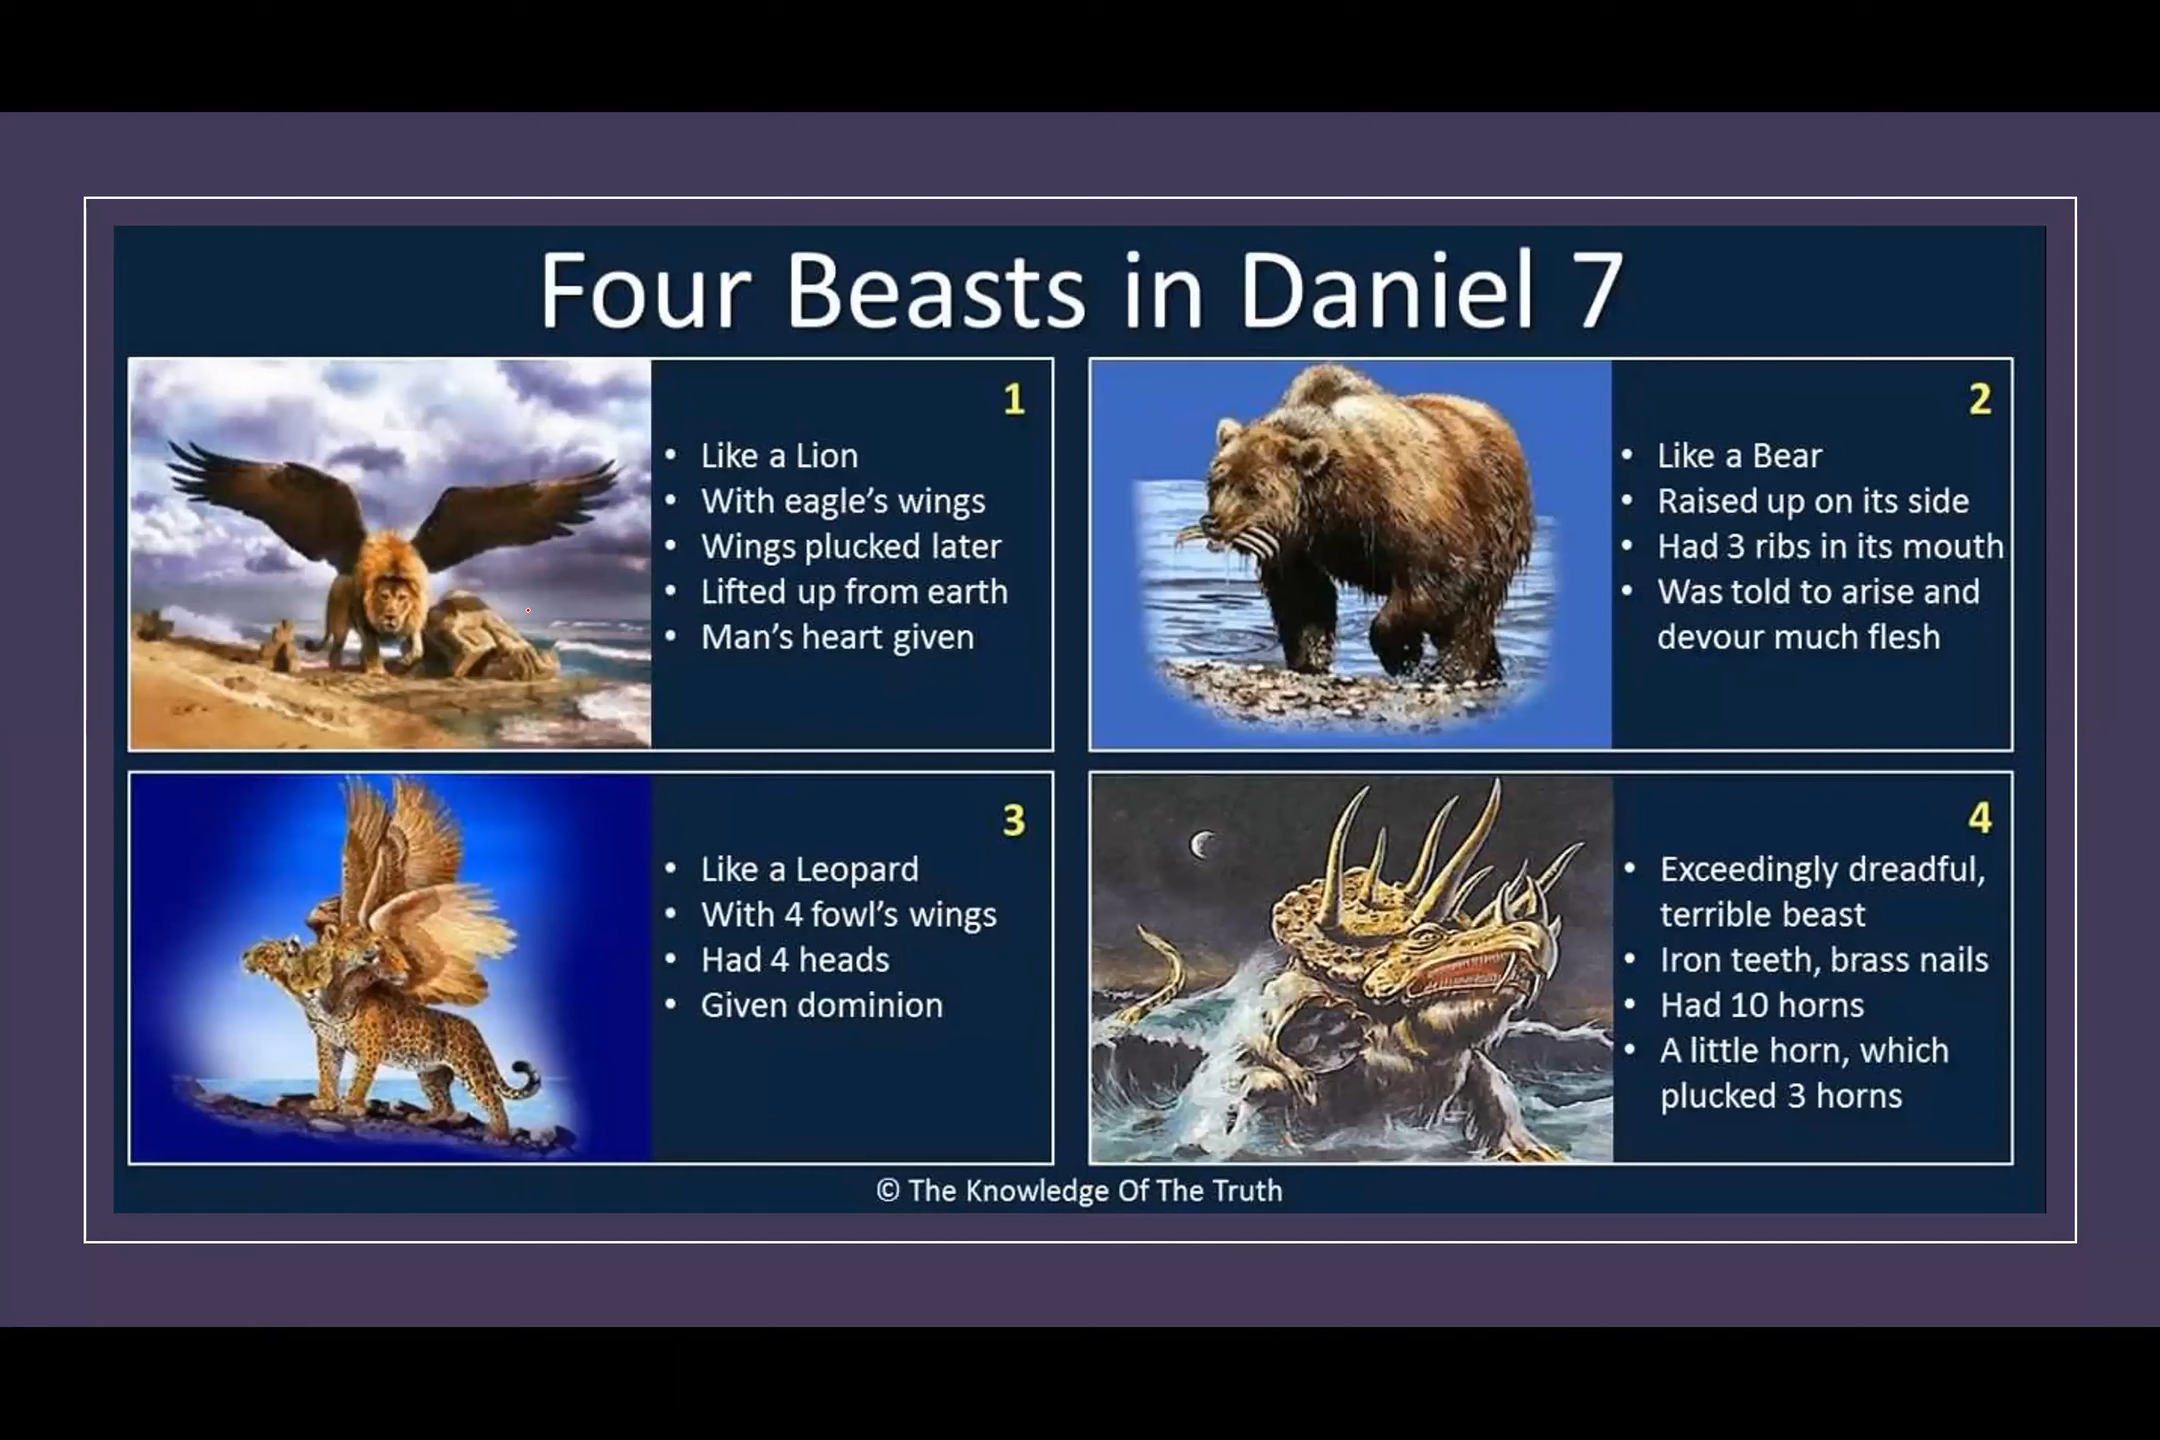 Four Beasts in Daniel 7
1
• Like a Lion
• With eagle’s wings
• Wings plucked later
• Lifted up from earth
• Man’s heart given
2
• Like a Bear
• Raised up on its side
• Had 3 ribs in its mouth
• Was told to arise and
devour much flesh
3
• Like a Leopard
• With 4 fowl’s wings
• Had 4 heads
• Given dominion
4
• Exceedingly dreadful,
terrible beast
• Iron teeth, brass nails
• Had 10 horns
• A little horn, which
plucked 3 horns
© The Knowledge Of The Truth